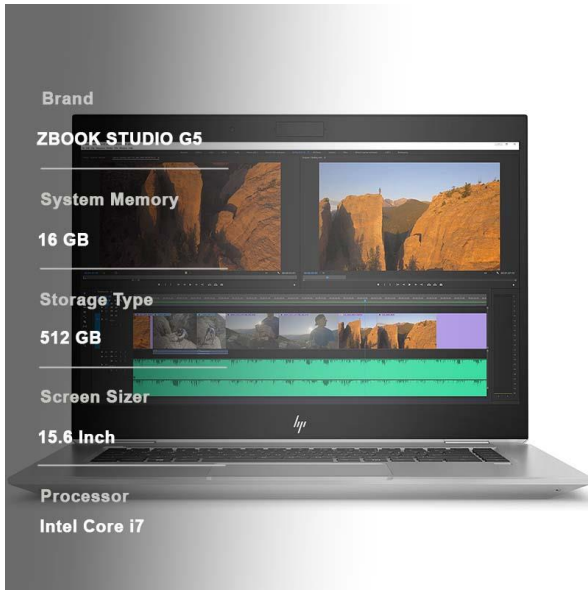 Brand
ZBOOK STUDIO G5
System Memory
16 GB
Storage Type
512 GB
Screen Sizer
15.6 Inch
hp
Processor
Intel Core i7